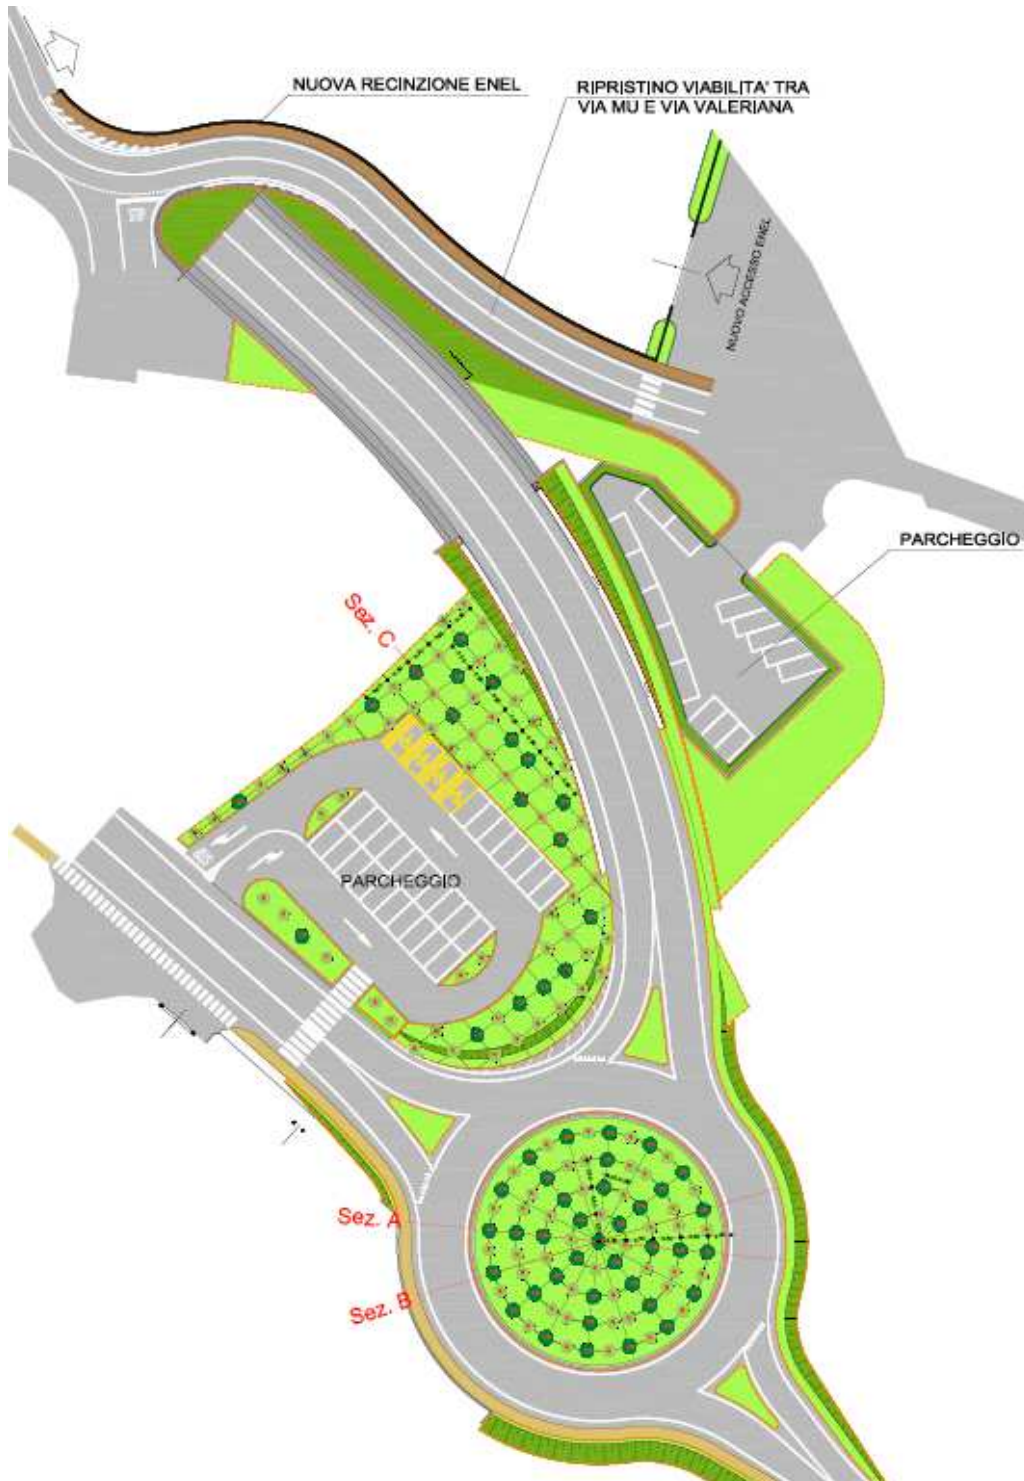 NUOVA RECINZIONE ENEL
RIPRISTINO VIABILITA' TRA
VIA MU E VIA VALERIANA
NUOVO ACCESSO ENEL
PARCHEGGIO
Sez. C
PARCHEGGIO
Sez. A
Sez. B